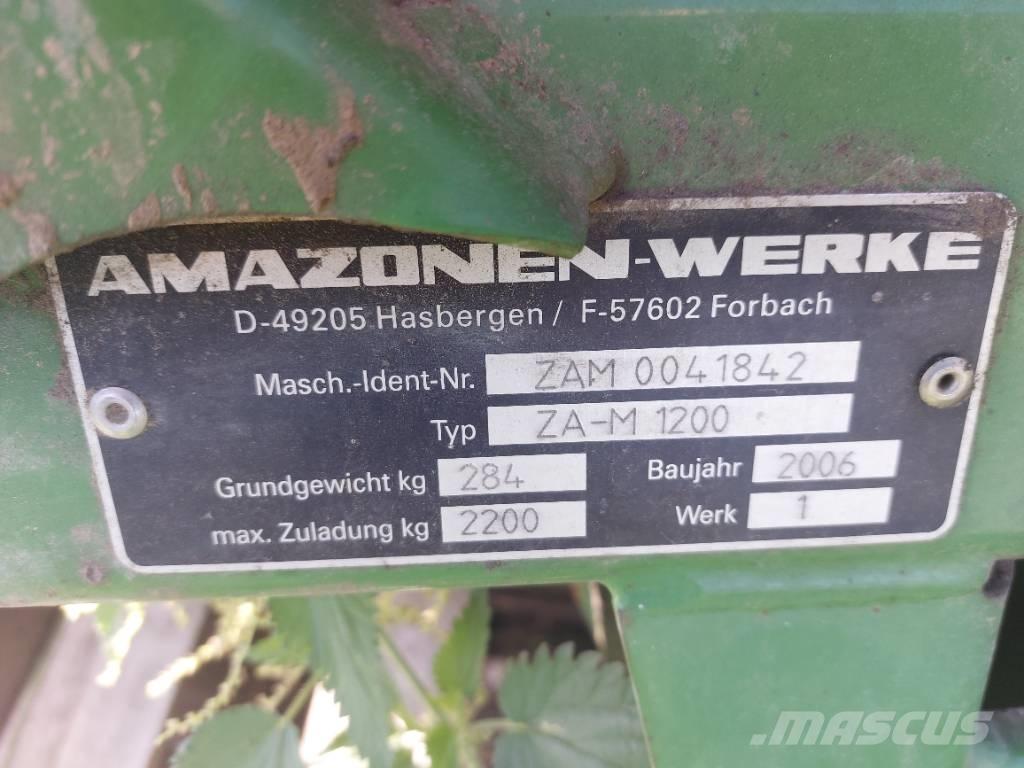 AMAZONEN-WERKE
D-49205 Hasbergen / F-57602 Forbach
Masch.-Ident-Nr. ZAM 0041842
Typ ZA-M 1200
Grundgewicht kg 284 Baujahr 2006
max. Zuladung kg 2200 Werk 1
MASCUS